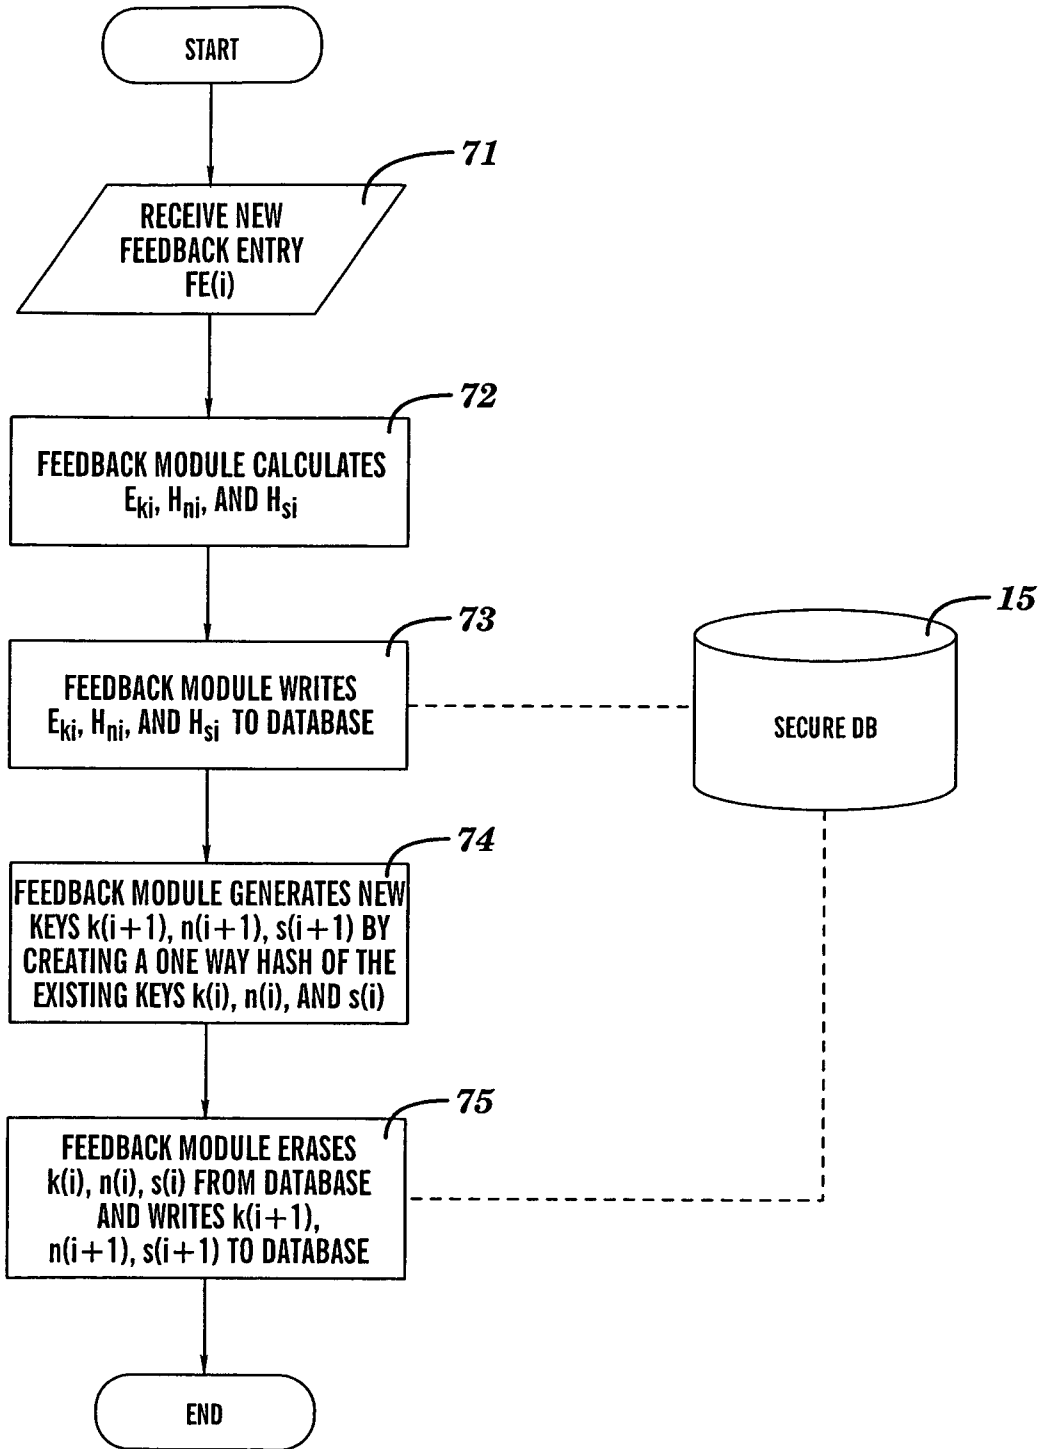 START
71
RECEIVE NEW
FEEDBACK ENTRY
FE(i)
72
FEEDBACK MODULE CALCULATES
Eki, Hni, AND Hsi
73
FEEDBACK MODULE WRITES
Eki, Hni, AND Hsi TO DATABASE
15
SECURE DB
74
FEEDBACK MODULE GENERATES NEW
KEYS k(i+1), n(i+1), s(i+1) BY
CREATING A ONE WAY HASH OF THE
EXISTING KEYS k(i), n(i), AND s(i)
75
FEEDBACK MODULE ERASES
k(i), n(i), s(i) FROM DATABASE
AND WRITES k(i+1),
n(i+1), s(i+1) TO DATABASE
END